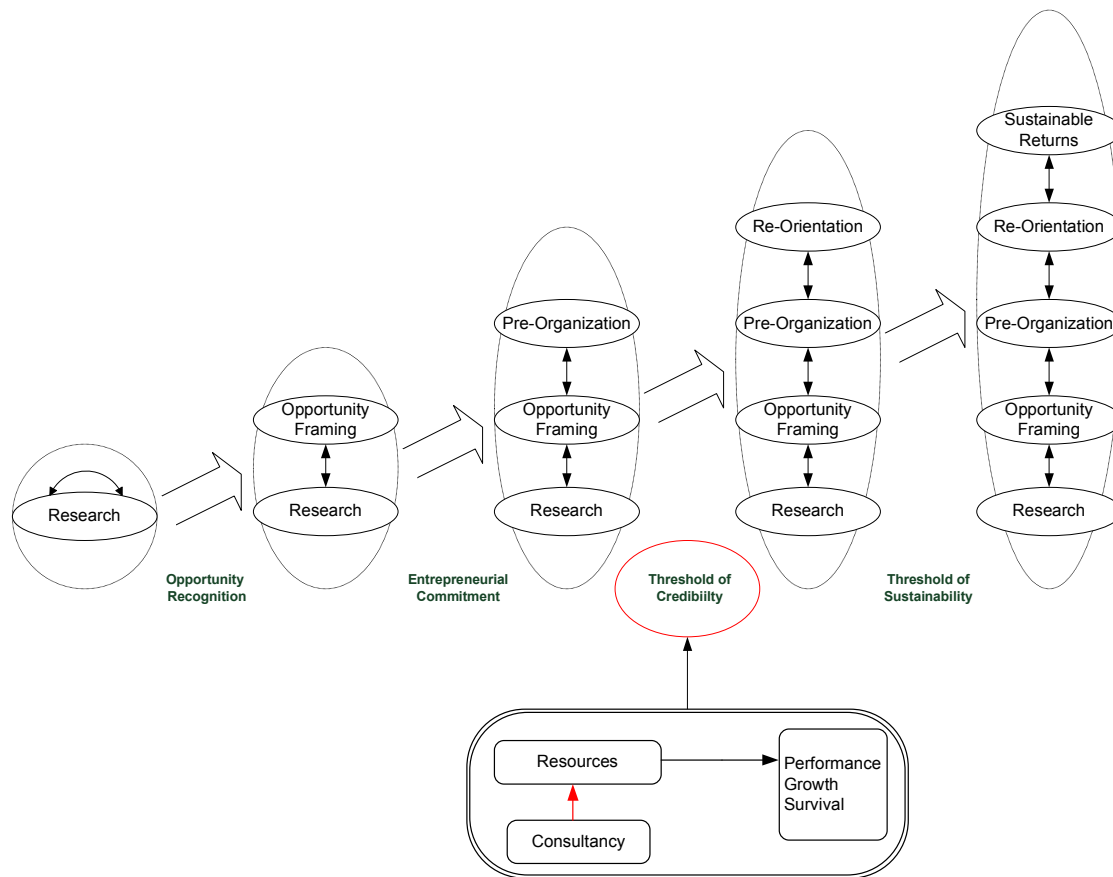 Research
Opportunity
Recognition
Opportunity
Framing
Research
Entrepreneurial
Commitment
Pre-Organization
Opportunity
Framing
Research
Threshold of
Credibiilty
Re-Orientation
Pre-Organization
Opportunity
Framing
Research
Threshold of
Sustainability
Sustainable
Returns
Re-Orientation
Pre-Organization
Opportunity
Framing
Research
Resources
Consultancy
Performance
Growth
Survival